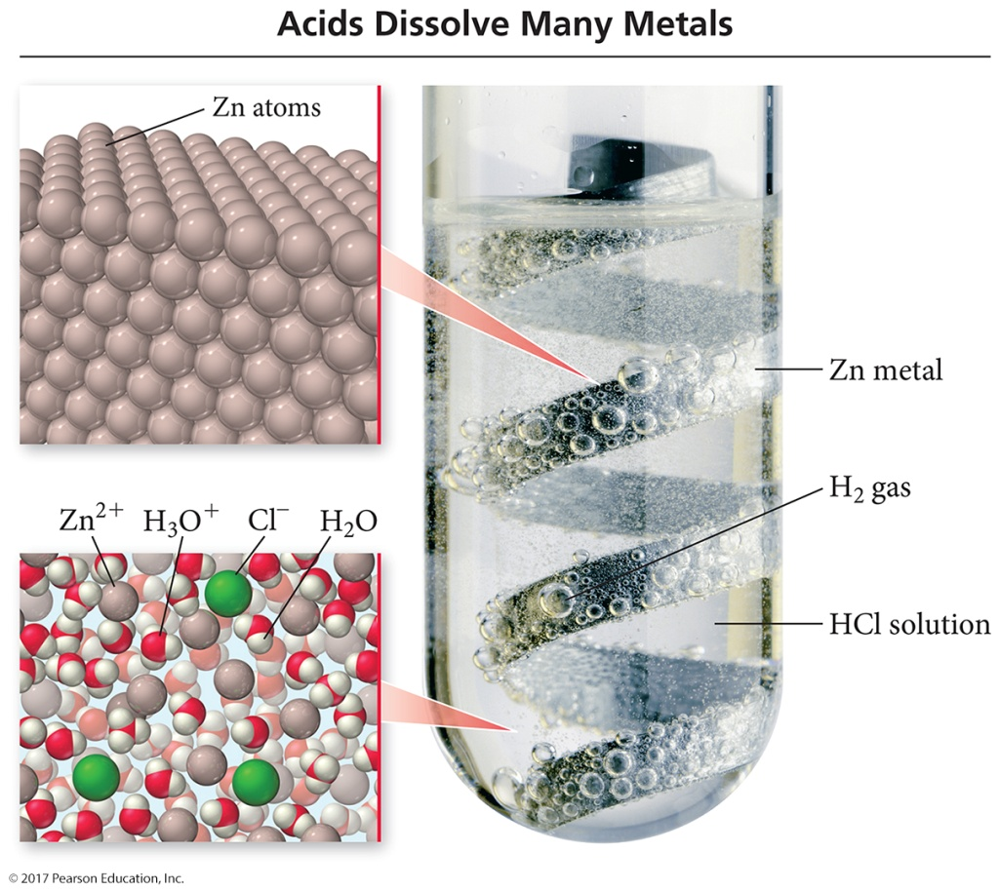 Acids Dissolve Many Metals
Zn atoms
Zn metal
H₂ gas
Zn²⁺ H₃O⁺ Cl⁻ H₂O
HCl solution
© 2017 Pearson Education, Inc.